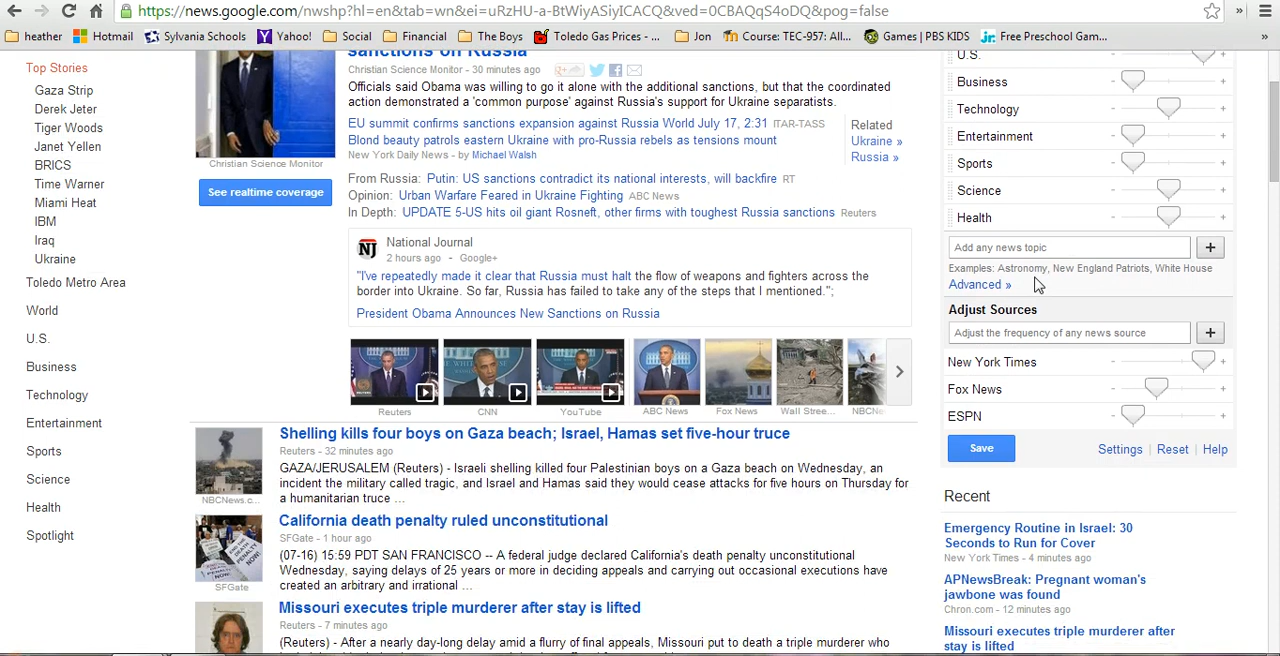 https://news.google.com/nwshp?hl=en&tab=wn&ei=uRzHU-a-BtWiyASiyICACQ&ved=0CBAQqS4oDQ&pog=false
heather Hotmail Sylvania Schools Yahoo! Social Financial The Boys Toledo Gas Prices - ... Jon Course: TEC-957: All... Games | PBS KIDS Free Preschool Gam...
Top Stories
Gaza Strip
Derek Jeter
Tiger Woods
Janet Yellen
BRICS
Time Warner
Miami Heat
IBM
Iraq
Ukraine
Toledo Metro Area
World
U.S.
Business
Technology
Entertainment
Sports
Science
Health
Spotlight
Christian Science Monitor
See realtime coverage
sanctions on Russia
Christian Science Monitor - 30 minutes ago
Officials said Obama was willing to go it alone with the additional sanctions, but that the coordinated
action demonstrated a 'common purpose' against Russia's support for Ukraine separatists.
EU summit confirms sanctions expansion against Russia World July 17, 2:31 ITAR-TASS
Blond beauty patrols eastern Ukraine with pro-Russia rebels as tensions mount
New York Daily News - by Michael Walsh
Related
Ukraine »
Russia »
From Russia: Putin: US sanctions contradict its national interests, will backfire RT
Opinion: Urban Warfare Feared in Ukraine Fighting ABC News
In Depth: UPDATE 5-US hits oil giant Rosneft, other firms with toughest Russia sanctions Reuters
NJ
National Journal
2 hours ago - Google+
"I've repeatedly made it clear that Russia must halt the flow of weapons and fighters across the
border into Ukraine. So far, Russia has failed to take any of the steps that I mentioned.";
President Obama Announces New Sanctions on Russia
Reuters CNN YouTube ABC News Fox News Wall Stree... NBCNe
Shelling kills four boys on Gaza beach; Israel, Hamas set five-hour truce
Reuters - 32 minutes ago
GAZA/JERUSALEM (Reuters) - Israeli shelling killed four Palestinian boys on a Gaza beach on Wednesday, an
incident the military called tragic, and Israel and Hamas said they would cease attacks for five hours on Thursday for
a humanitarian truce ...
NBCNews.c...
California death penalty ruled unconstitutional
SFGate - 1 hour ago
(07-16) 15:59 PDT SAN FRANCISCO -- A federal judge declared California's death penalty unconstitutional
Wednesday, saying delays of 25 years or more in deciding appeals and carrying out occasional executions have
created an arbitrary and irrational ...
SFGate
Missouri executes triple murderer after stay is lifted
Reuters - 7 minutes ago
(Reuters) - After a nearly day-long delay amid a flurry of final appeals, Missouri put to death a triple murderer who
U.S. +
Business - +
Technology - +
Entertainment - +
Sports - +
Science - +
Health - +
Add any news topic +
Examples: Astronomy, New England Patriots, White House
Advanced »
Adjust Sources
Adjust the frequency of any news source +
New York Times - +
Fox News - +
ESPN - +
Save Settings | Reset | Help
Recent
Emergency Routine in Israel: 30
Seconds to Run for Cover
New York Times - 4 minutes ago
APNewsBreak: Pregnant woman's
jawbone was found
Chron.com - 12 minutes ago
Missouri executes triple murderer after
stay is lifted